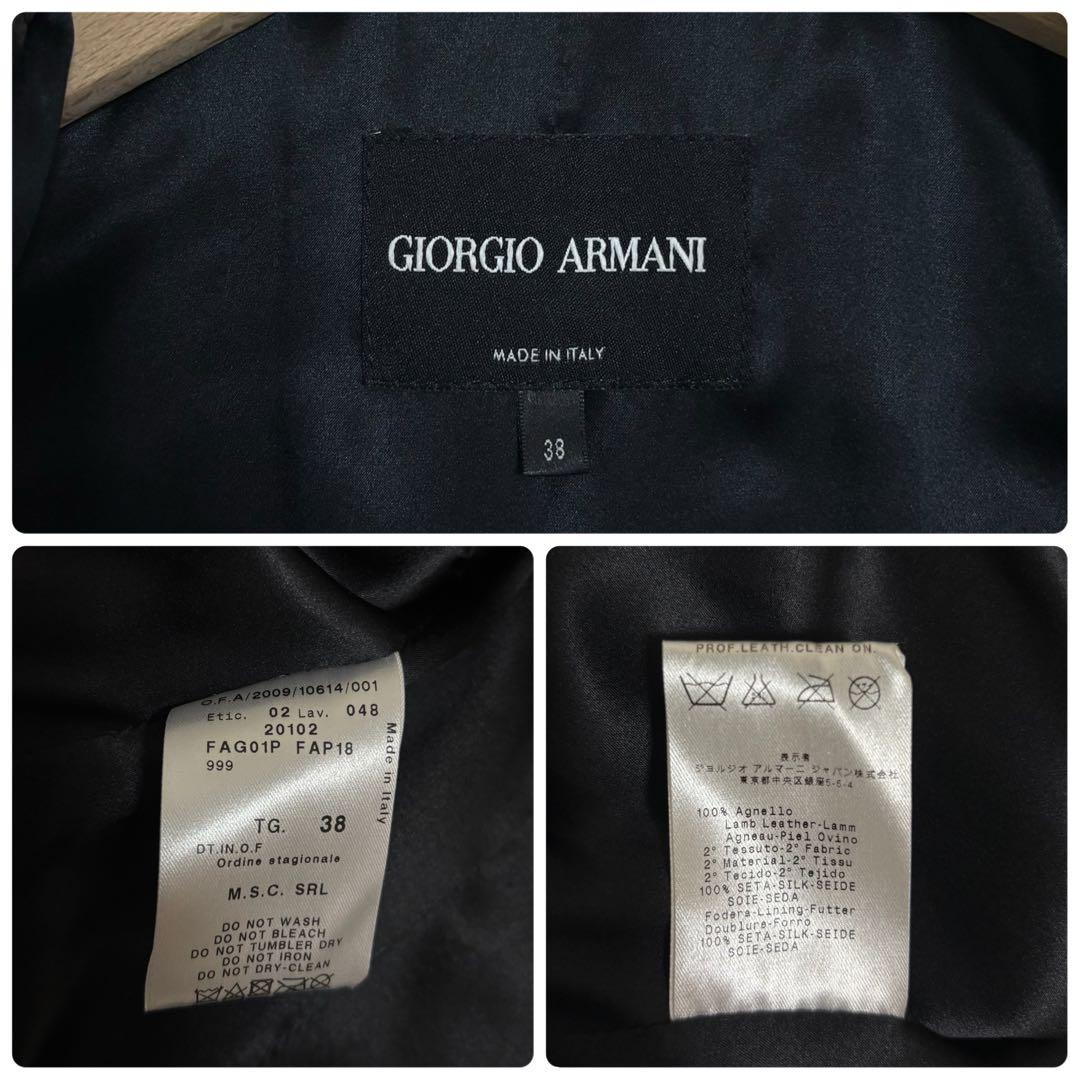 GIORGIO ARMANI
MADE IN ITALY
38
O.F.A/2009/10614/001
Etic. 02 Lav. 048
20102
FAG01P FAP18
999
Made in Italy
TG. 38
DT.IN.O.F
Ordine stagionale
M.S.C. SRL
DO NOT WASH
DO NOT BLEACH
DO NOT TUMBLER DRY
DO NOT IRON
DO NOT DRY-CLEAN
PROF.LEATH.CLEAN ON.
表示者
ジョルジオ アルマーニ ジャパン株式会社
東京都中央区銀座5-5-4
100% Agnello
Lamb Leather-Lamm
Agneau-Piel Ovino
2° Tessuto-2° Fabric
2° Material-2° Tissu
2° Tecido-2° Tejido
100% SETA-SILK-SEIDE
SOIE-SEDA
Fodera-Lining-Futter
Doublure-Forro
100% SETA-SILK-SEIDE
SOIE-SEDA